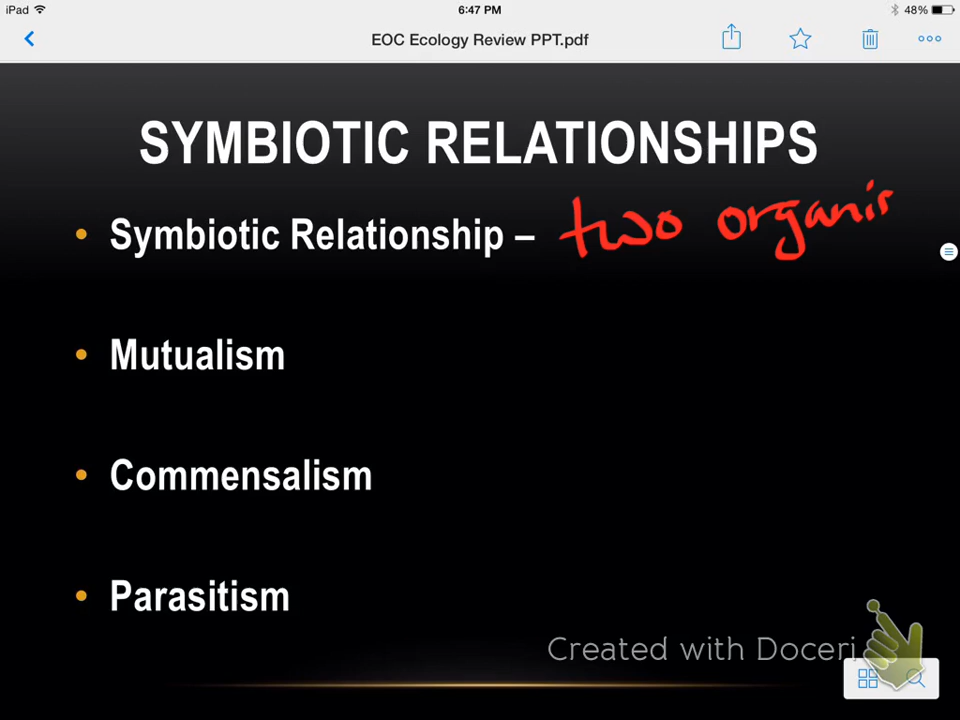 iPad 6:47 PM 48%
EOC Ecology Review PPT.pdf
SYMBIOTIC RELATIONSHIPS
• Symbiotic Relationship – two organis
• Mutualism
• Commensalism
• Parasitism
Created with Doceri